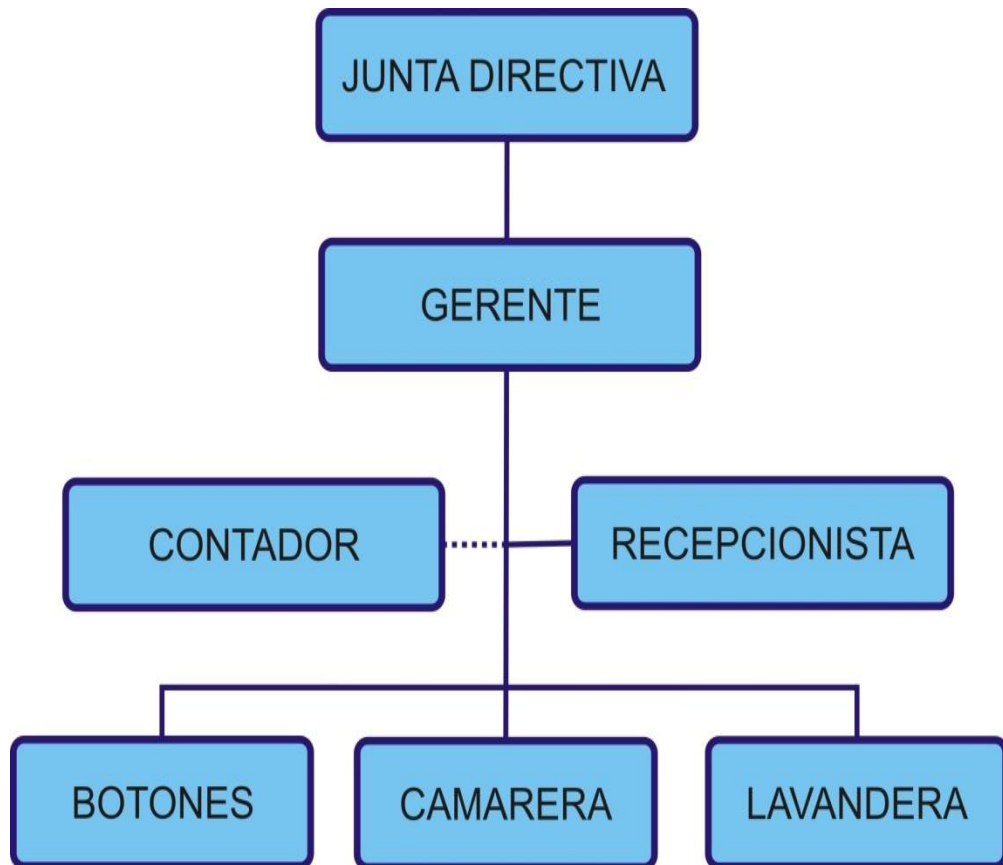 JUNTA DIRECTIVA
GERENTE
CONTADOR
RECEPCIONISTA
BOTONES
CAMARERA
LAVANDERA